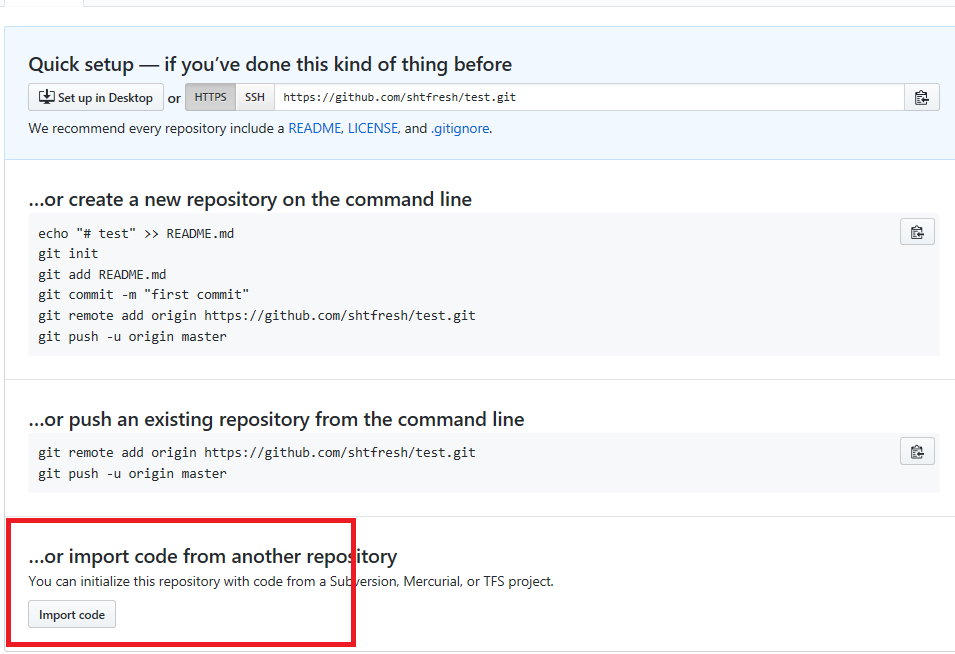 Quick setup — if you’ve done this kind of thing before
Set up in Desktop or HTTPS SSH https://github.com/shtfresh/test.git
We recommend every repository include a README, LICENSE, and .gitignore.
…or create a new repository on the command line
echo "# test" >> README.md
git init
git add README.md
git commit -m "first commit"
git remote add origin https://github.com/shtfresh/test.git
git push -u origin master
…or push an existing repository from the command line
git remote add origin https://github.com/shtfresh/test.git
git push -u origin master
…or import code from another repository
You can initialize this repository with code from a Subversion, Mercurial, or TFS project.
Import code